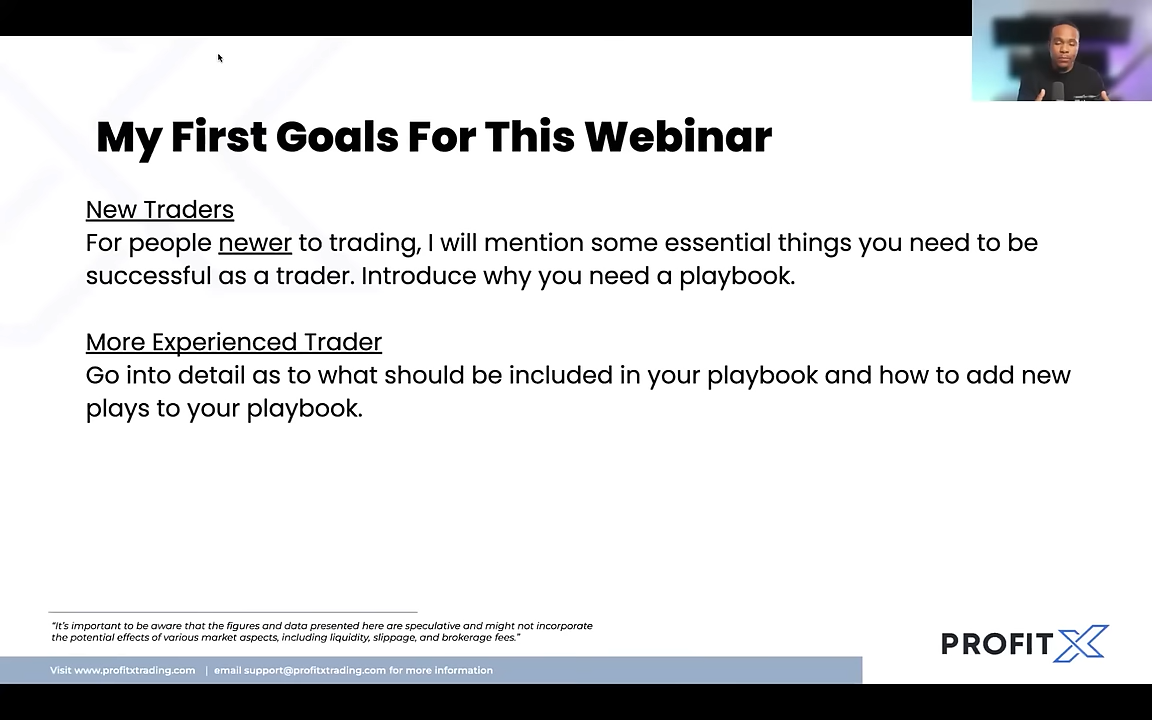 My First Goals For This Webinar
New Traders
For people newer to trading, I will mention some essential things you need to be
successful as a trader. Introduce why you need a playbook.
More Experienced Trader
Go into detail as to what should be included in your playbook and how to add new
plays to your playbook.
“It’s important to be aware that the figures and data presented here are speculative and might not incorporate
the potential effects of various market aspects, including liquidity, slippage, and brokerage fees.”
Visit www.profitxtrading.com | email support@profitxtrading.com for more information
PROFITX